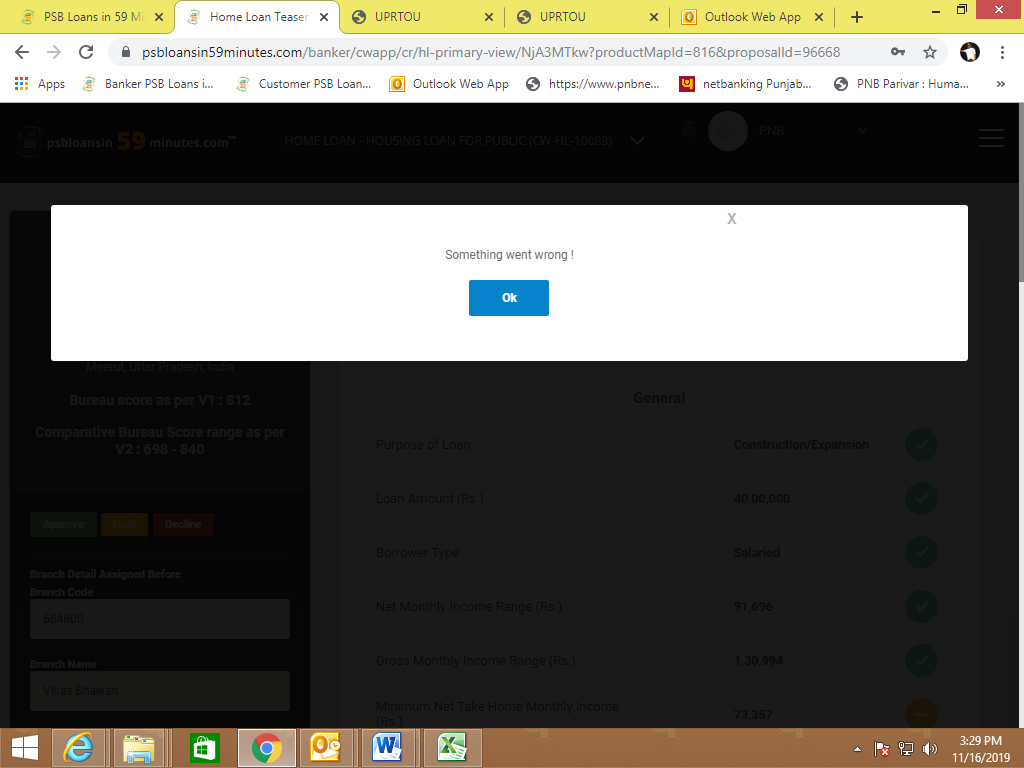 PSB Loans in 59 Mi
Home Loan Teaser
UPRTOU
UPRTOU
Outlook Web App
psbloansin59minutes.com/banker/cwapp/cr/hl-primary-view/NjA3MTkw?productMapId=816&proposalId=96668
Apps
Banker PSB Loans i...
Customer PSB Loan...
Outlook Web App
https://www.pnbne...
netbanking Punjab...
PNB Parivar : Huma...
»
59
psbloansin 59 minutes.com™
HOME LOAN - HOUSING LOAN FOR PUBLIC (CW-HL-10088)
PNB
X
Something went wrong !
Ok
Meerut, Uttar Pradesh, India
Bureau score as per V1 : 812
Comparative Bureau Score range as per
V2 : 698 - 840
Approve
Hold
Decline
Branch Detail Assigned Before
Branch Code
684800
Branch Name
Vikas Bhawan
General
Purpose of Loan
Construction/Expansion
Loan Amount (Rs.)
40,00,000
Borrower Type
Salaried
Net Monthly Income Range (Rs.)
91,696
Gross Monthly Income Range (Rs.)
1,30,994
Minimum Net Take Home Monthly Income
(Rs.)
73,357
3:29 PM
11/16/2019